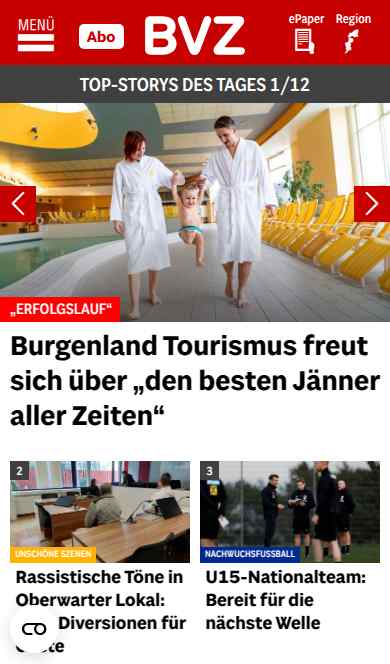 MENÜ
Abo
BVZ
ePaper
Region
TOP-STORYS DES TAGES 1/12
„ERFOLGSLAUF“
Burgenland Tourismus freut
sich über „den besten Jänner
aller Zeiten“
2
UNSCHÖNE SZENEN
Rassistische Töne in
Oberwarter Lokal:
Diversionen für
3
NACHWUCHSFUSSBALL
U15-Nationalteam:
Bereit für die
nächste Welle